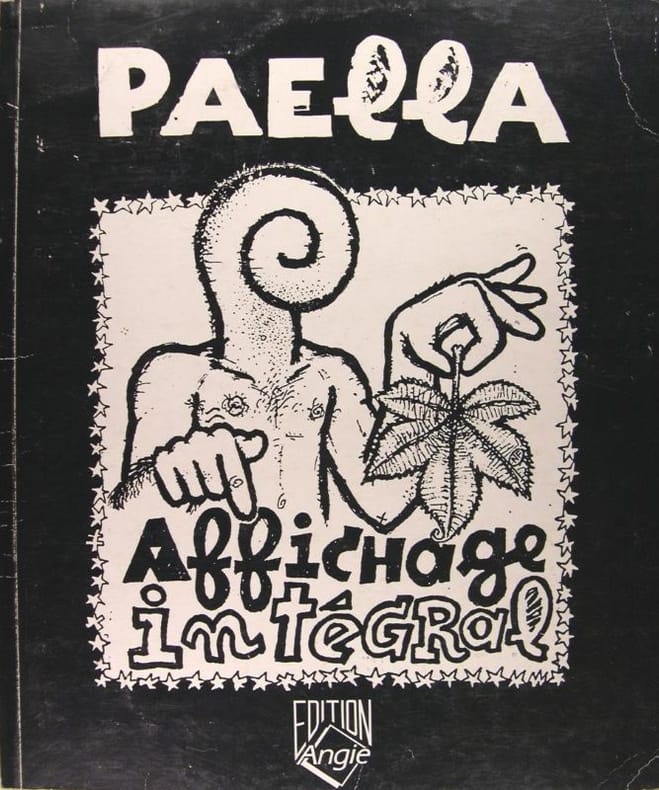 PAEllA
Affichage
intégral
EDITION
Angie